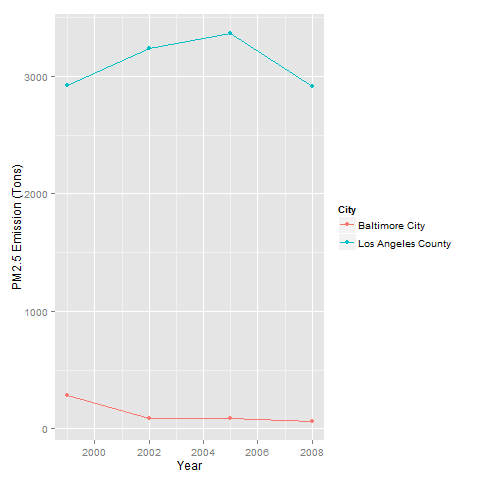 3000
2000
1000
0
PM2.5 Emission (Tons)
2000 2002 2004 2006 2008
Year
City
Baltimore City
Los Angeles County